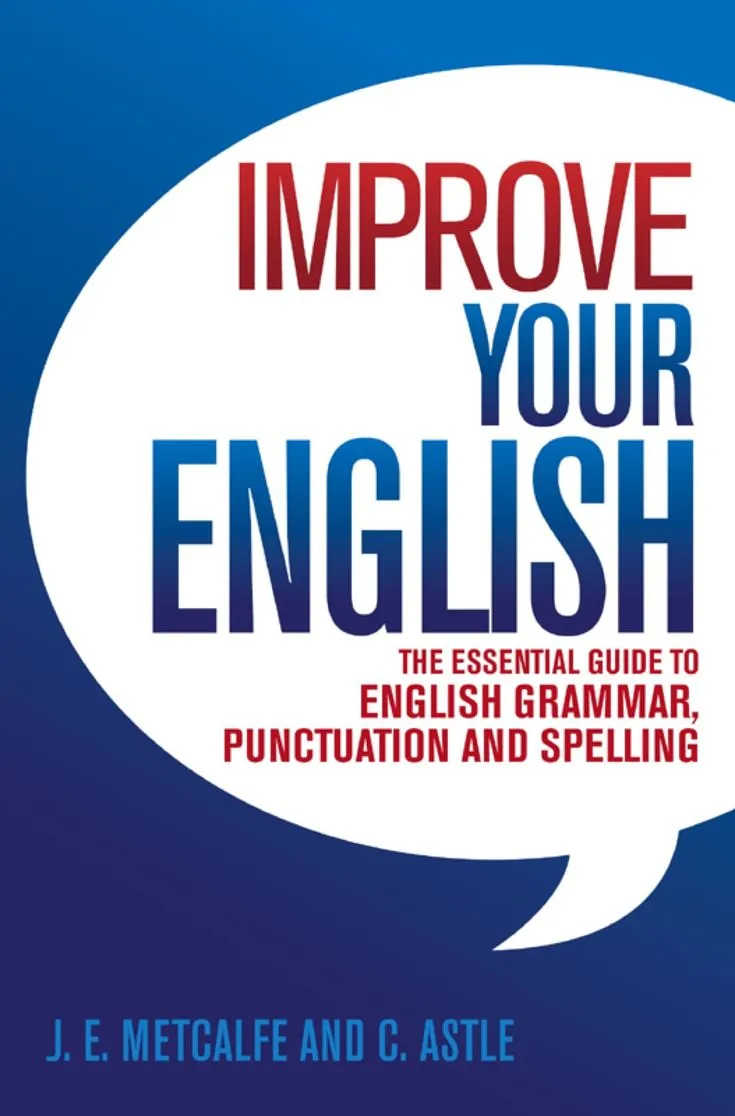 IMPROVE
YOUR
ENGLISH
THE ESSENTIAL GUIDE TO
ENGLISH GRAMMAR,
PUNCTUATION AND SPELLING
J. E. METCALFE AND C. ASTLE